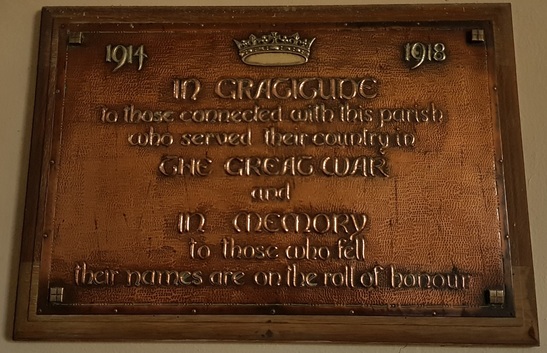 1914 1918
IN GRATITUDE
to those connected with this parish
who served their country in
THE GREAT WAR
and
IN MEMORY
to those who fell
their names are on the roll of honour